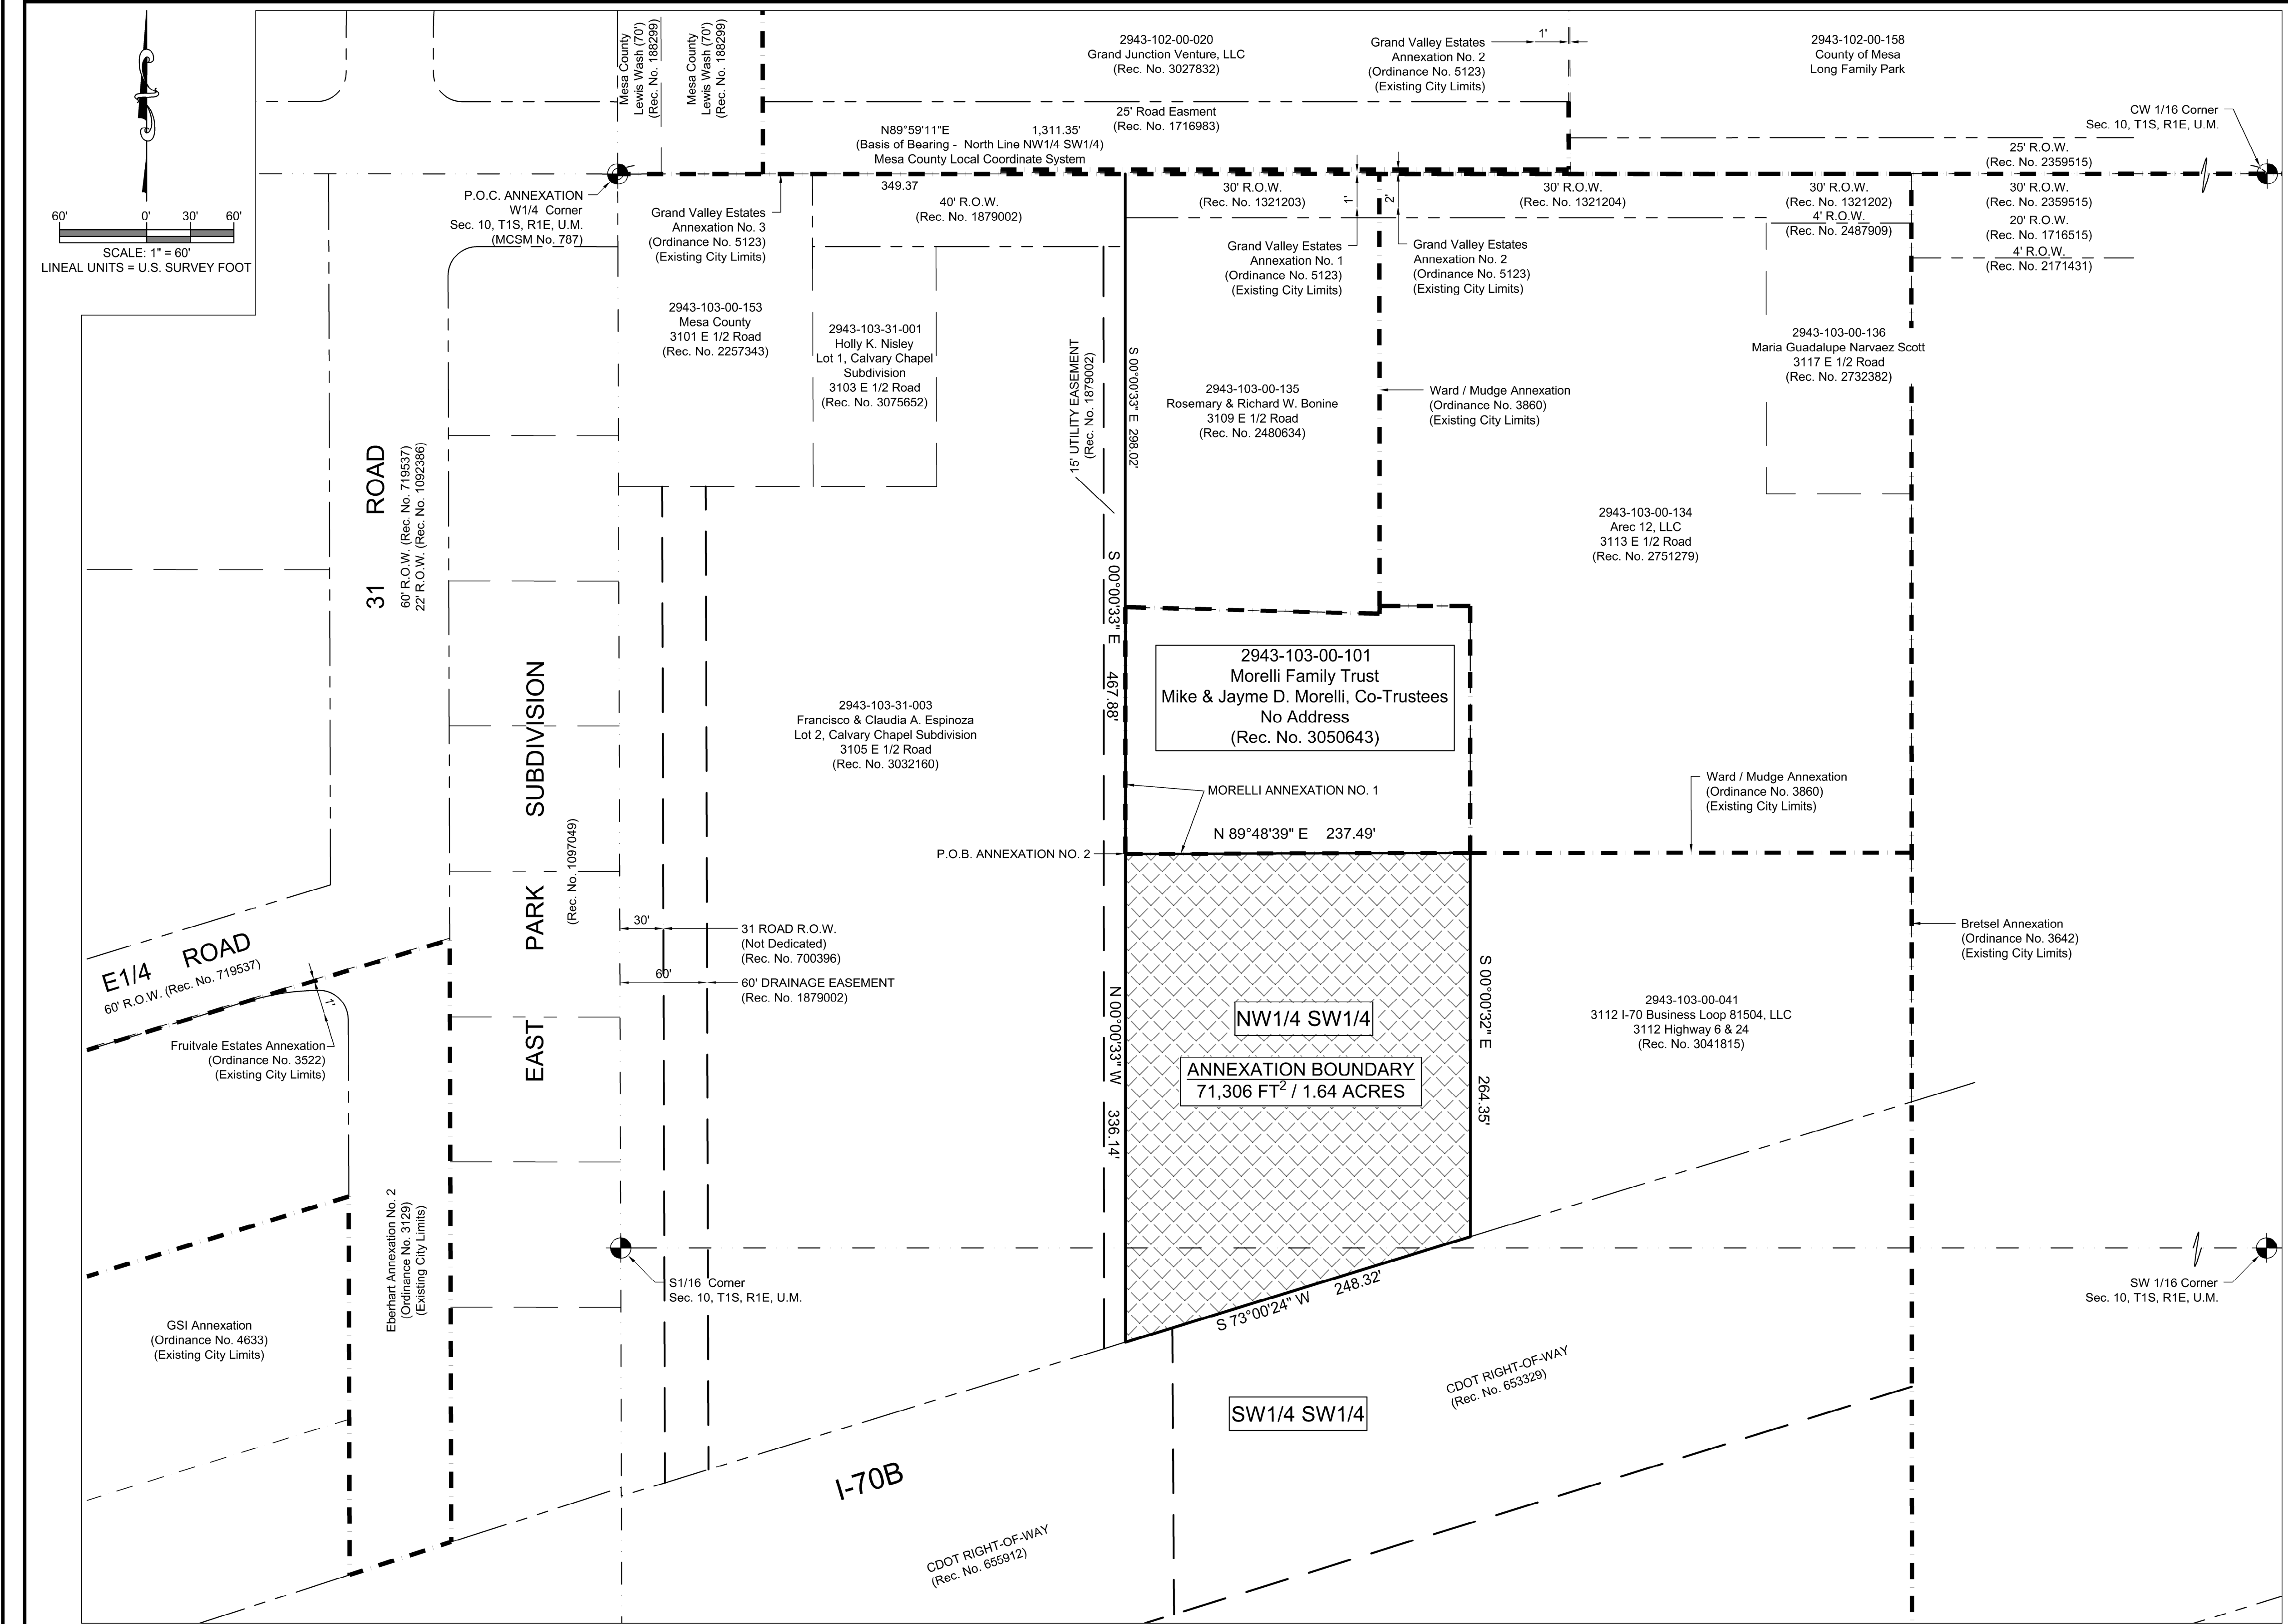 Mesa County
Lewis Wash (70')
(Rec. No. 188299)
Mesa County
Lewis Wash (70')
(Rec. No. 188299)
2943-102-00-020
Grand Junction Venture, LLC
(Rec. No. 3027832)
Grand Valley Estates
Annexation No. 2
(Ordinance No. 5123)
(Existing City Limits)
1'
2943-102-00-158
County of Mesa
Long Family Park
CW 1/16 Corner
Sec. 10, T1S, R1E, U.M.
25' Road Easment
(Rec. No. 1716983)
N89°59'11"E 1,311.35'
(Basis of Bearing - North Line NW1/4 SW1/4)
Mesa County Local Coordinate System
349.37
25' R.O.W.
(Rec. No. 2359515)
60' 0' 30' 60'
SCALE: 1" = 60'
LINEAL UNITS = U.S. SURVEY FOOT
P.O.C. ANNEXATION
W1/4 Corner
Sec. 10, T1S, R1E, U.M.
(MCSM No. 787)
Grand Valley Estates
Annexation No. 3
(Ordinance No. 5123)
(Existing City Limits)
40' R.O.W.
(Rec. No. 1879002)
30' R.O.W.
(Rec. No. 1321203)
1'
2'
30' R.O.W.
(Rec. No. 1321204)
30' R.O.W.
(Rec. No. 1321202)
4' R.O.W.
(Rec. No. 2487909)
30' R.O.W.
(Rec. No. 2359515)
20' R.O.W.
(Rec. No. 1716515)
4' R.O.W.
(Rec. No. 2171431)
Grand Valley Estates
Annexation No. 1
(Ordinance No. 5123)
(Existing City Limits)
Grand Valley Estates
Annexation No. 2
(Ordinance No. 5123)
(Existing City Limits)
2943-103-00-153
Mesa County
3101 E 1/2 Road
(Rec. No. 2257343)
2943-103-31-001
Holly K. Nisley
Lot 1, Calvary Chapel
Subdivision
3103 E 1/2 Road
(Rec. No. 3075652)
15' UTILITY EASEMENT
(Rec. No. 1879002)
S 00°00'33" E 298.02'
2943-103-00-135
Rosemary & Richard W. Bonine
3109 E 1/2 Road
(Rec. No. 2480634)
Ward / Mudge Annexation
(Ordinance No. 3860)
(Existing City Limits)
2943-103-00-136
Maria Guadalupe Narvaez Scott
3117 E 1/2 Road
(Rec. No. 2732382)
31 ROAD
60' R.O.W. (Rec. No. 719537)
22' R.O.W. (Rec. No. 1092386)
2943-103-00-134
Arec 12, LLC
3113 E 1/2 Road
(Rec. No. 2751279)
S 00°00'33" E 467.88'
2943-103-00-101
Morelli Family Trust
Mike & Jayme D. Morelli, Co-Trustees
No Address
(Rec. No. 3050643)
EAST PARK SUBDIVISION
(Rec. No. 1097049)
2943-103-31-003
Francisco & Claudia A. Espinoza
Lot 2, Calvary Chapel Subdivision
3105 E 1/2 Road
(Rec. No. 3032160)
MORELLI ANNEXATION NO. 1
Ward / Mudge Annexation
(Ordinance No. 3860)
(Existing City Limits)
N 89°48'39" E 237.49'
P.O.B. ANNEXATION NO. 2
E1/4 ROAD
60' R.O.W. (Rec. No. 719537)
1'
30'
31 ROAD R.O.W.
(Not Dedicated)
(Rec. No. 700396)
60'
60' DRAINAGE EASEMENT
(Rec. No. 1879002)
Bretsel Annexation
(Ordinance No. 3642)
(Existing City Limits)
N 00°00'33" W 336.14'
NW1/4 SW1/4
ANNEXATION BOUNDARY
71,306 FT2 / 1.64 ACRES
S 00°00'32" E 264.35'
2943-103-00-041
3112 I-70 Business Loop 81504, LLC
3112 Highway 6 & 24
(Rec. No. 3041815)
Fruitvale Estates Annexation
(Ordinance No. 3522)
(Existing City Limits)
Eberhart Annexation No. 2
(Ordinance No. 3129)
(Existing City Limits)
S1/16 Corner
Sec. 10, T1S, R1E, U.M.
SW 1/16 Corner
Sec. 10, T1S, R1E, U.M.
S 73°00'24" W 248.32'
GSI Annexation
(Ordinance No. 4633)
(Existing City Limits)
CDOT RIGHT-OF-WAY
(Rec. No. 653329)
SW1/4 SW1/4
I-70B
CDOT RIGHT-OF-WAY
(Rec. No. 655912)